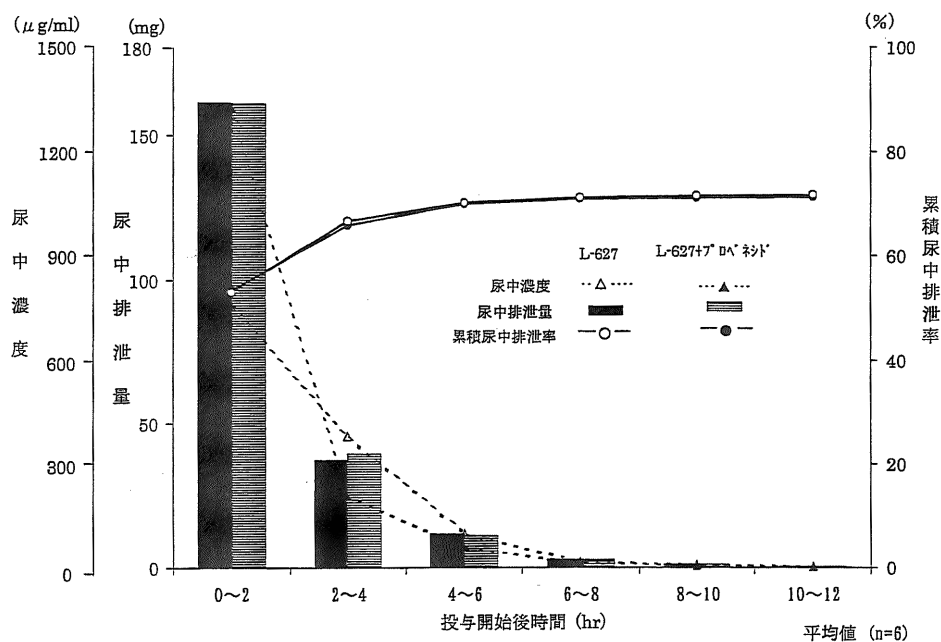 (μg/ml)
(mg)
(%)
1500
1200
900
600
300
0
尿中濃度
180
150
100
50
0
尿中排泄量
100
80
60
40
20
0
累積尿中排泄率
L-627
L-627+プロベネシド
尿中濃度
尿中排泄量
累積尿中排泄率
0～2 2～4 4～6 6～8 8～10 10～12
投与開始後時間 (hr)
平均値 (n=6)